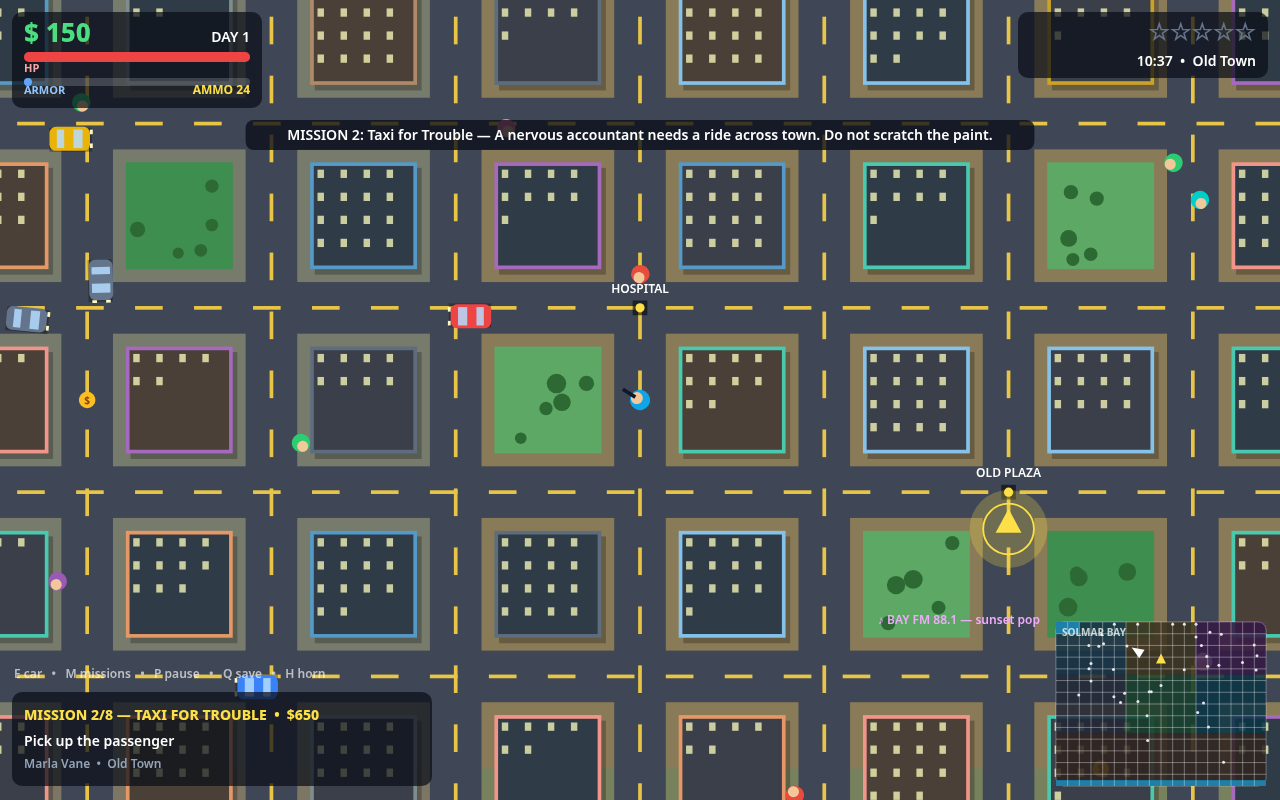 $ 150
DAY 1
HP
ARMOR
AMMO 24
☆☆☆☆☆
10:37 • Old Town
MISSION 2: Taxi for Trouble — A nervous accountant needs a ride across town. Do not scratch the paint.
HOSPITAL
$
OLD PLAZA
♪ BAY FM 88.1 — sunset pop
SOLMAR BAY
E car • M missions • P pause • Q save • H horn
MISSION 2/8 — TAXI FOR TROUBLE • $650
Pick up the passenger
Marla Vane • Old Town